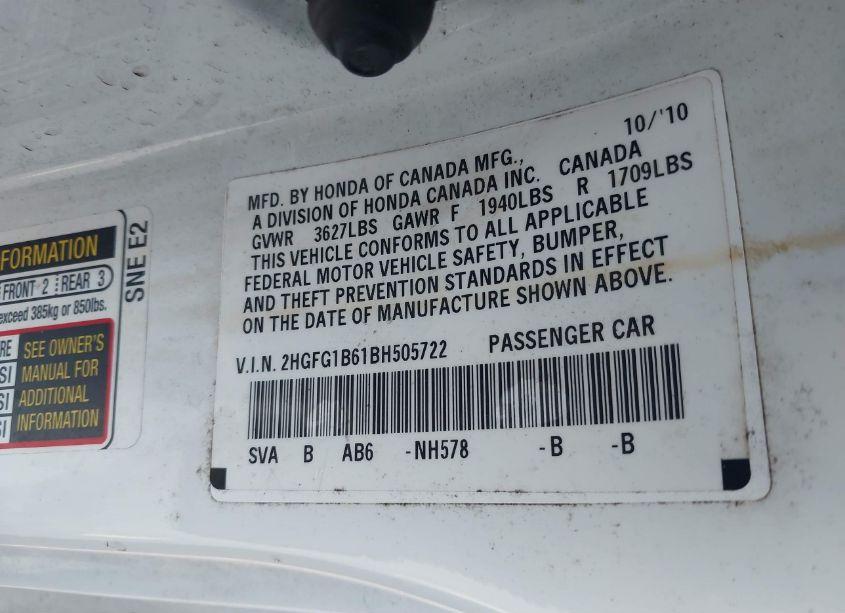 10/'10
MFD. BY HONDA OF CANADA MFG.,
A DIVISION OF HONDA CANADA INC. CANADA
GVWR 3627LBS GAWR F 1940LBS R 1709LBS
THIS VEHICLE CONFORMS TO ALL APPLICABLE
FEDERAL MOTOR VEHICLE SAFETY, BUMPER,
AND THEFT PREVENTION STANDARDS IN EFFECT
ON THE DATE OF MANUFACTURE SHOWN ABOVE.
V.I.N. 2HGFG1B61BH505722 PASSENGER CAR
SVA B AB6 -NH578 -B -B
FRONT 2 REAR 3
exceed 385kg or 850lbs.
SEE OWNER'S
MANUAL FOR
ADDITIONAL
INFORMATION
SNE E2